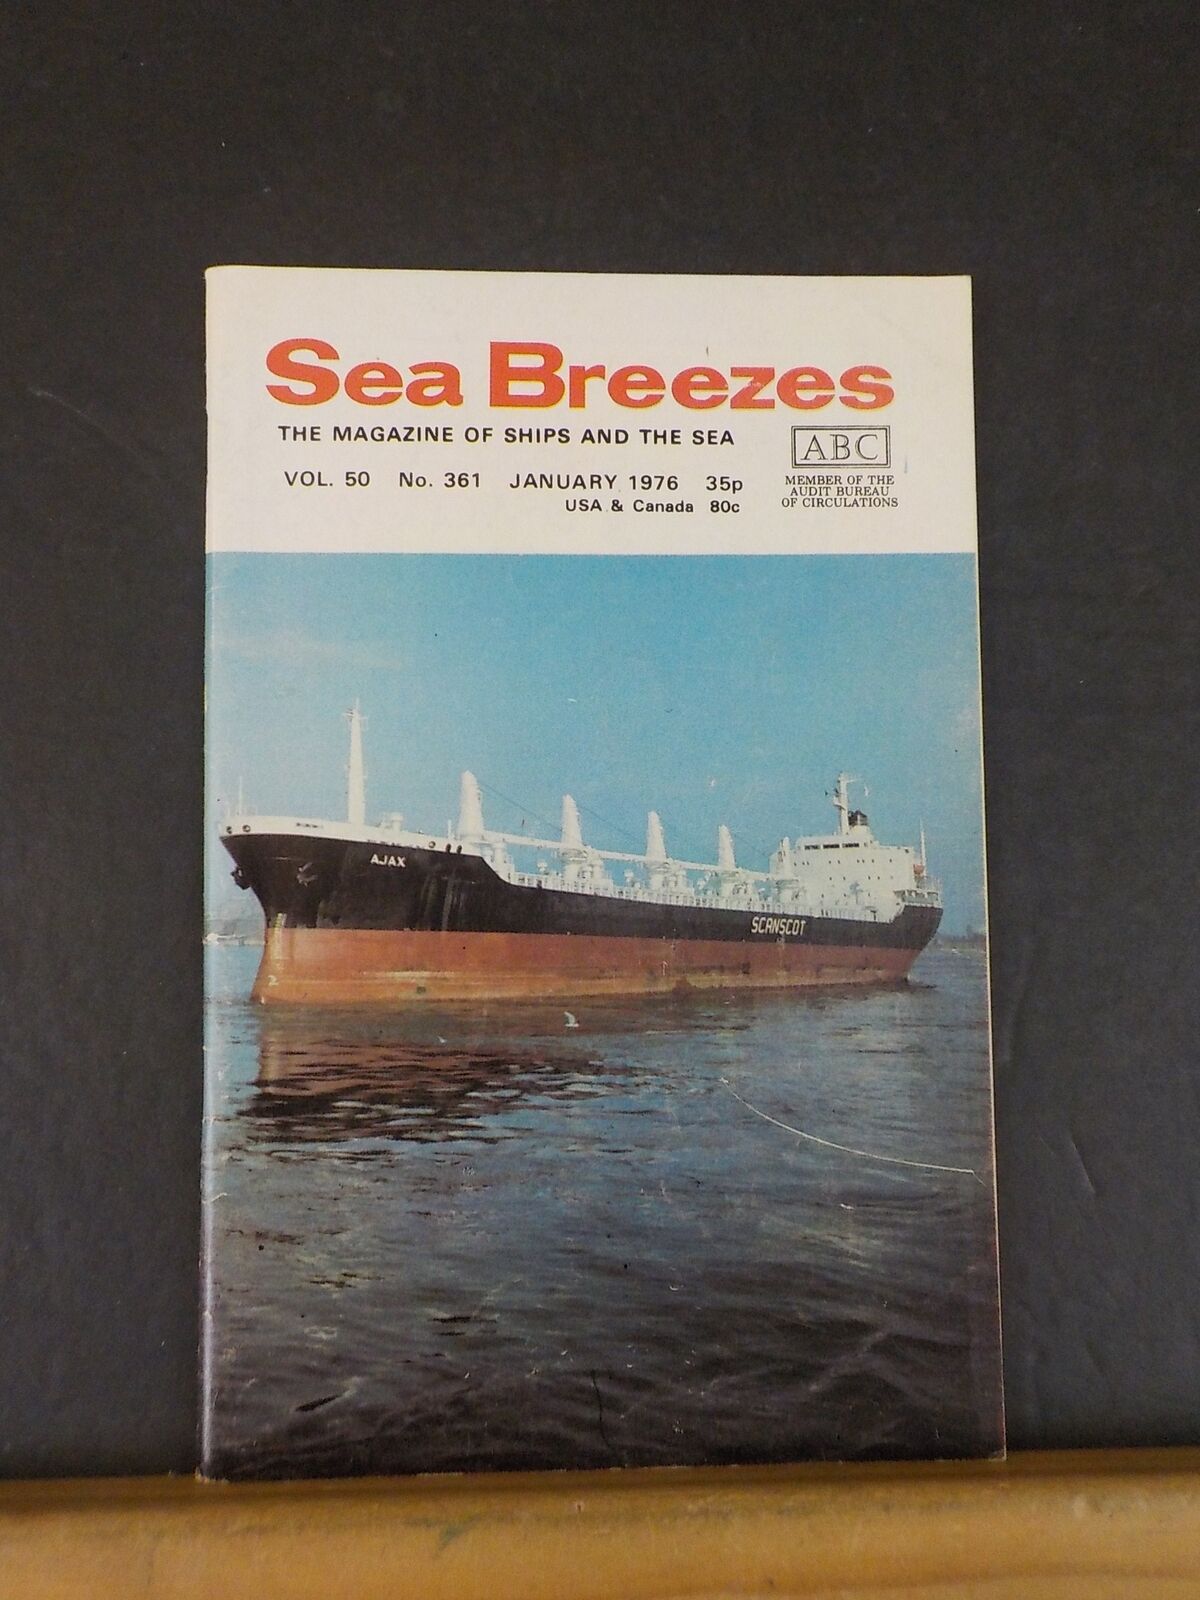 Sea Breezes
THE MAGAZINE OF SHIPS AND THE SEA
VOL. 50 No. 361 JANUARY 1976 35p
USA & Canada 80c
ABC
MEMBER OF THE
AUDIT BUREAU
OF CIRCULATIONS
AJAX
SCANSCOT
2